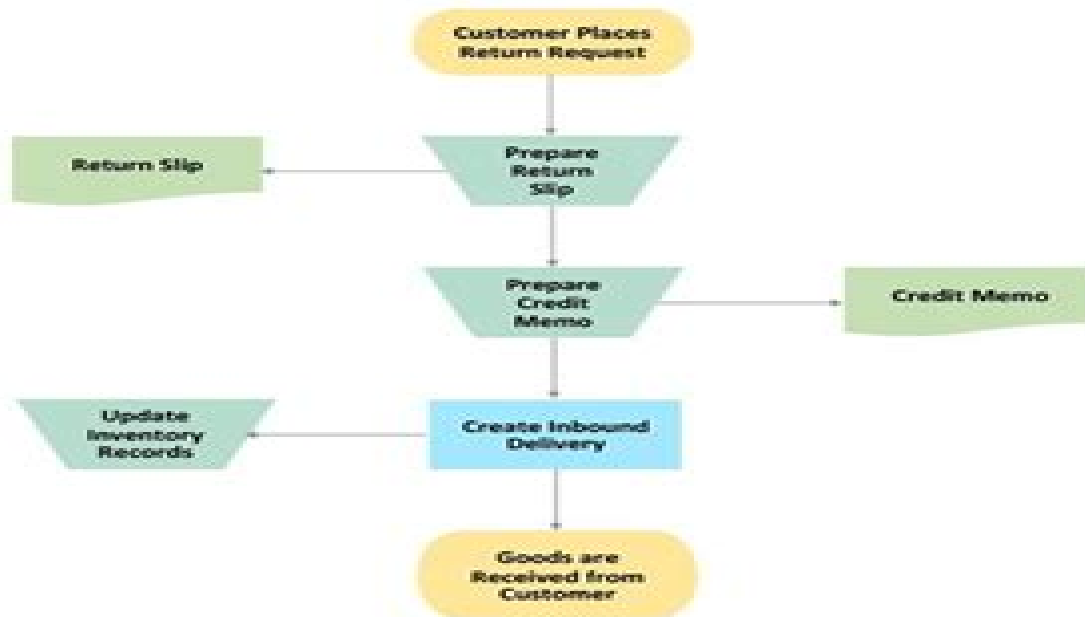 Customer Places
Return Request
Return Slip
Prepare
Return
Slip
Prepare
Credit
Memo
Credit Memo
Update
Inventory
Records
Create Inbound
Delivery
Goods are
Received from
Customer